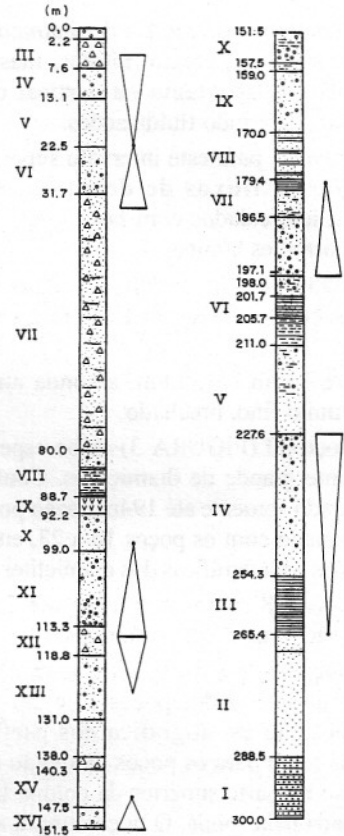 (m)
0,0
2.2
III
7.6
IV
13.1
V
22.5
VI
31.7
VII
80.0
VIII
88.7
IX
92.2
X
99.0
XI
113.3
XII
118.8
XIII
131.0
138.0
140.3
XV
147.5
XVI
151.5
151.5
X
157.5
159.0
IX
170.0
VIII
179.4
VII
186.5
197.1
198.0
201.7
VI
205.7
211.0
V
227.6
IV
254.3
III
265.4
II
288.5
I
300.0